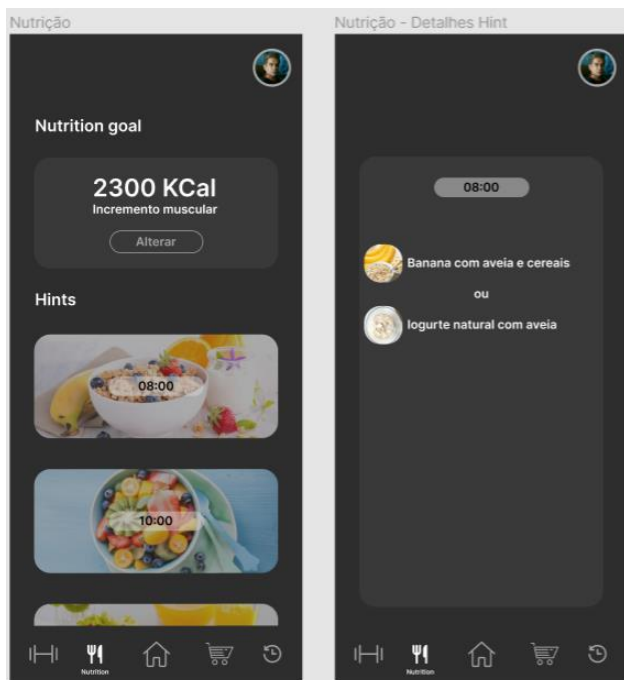 Nutrição
Nutrition goal
2300 KCal
Incremento muscular
Alterar
Hints
08:00
10:00
Nutrition
Nutrição - Detalhes Hint
08:00
Banana com aveia e cereais
ou
Iogurte natural com aveia
Nutrition